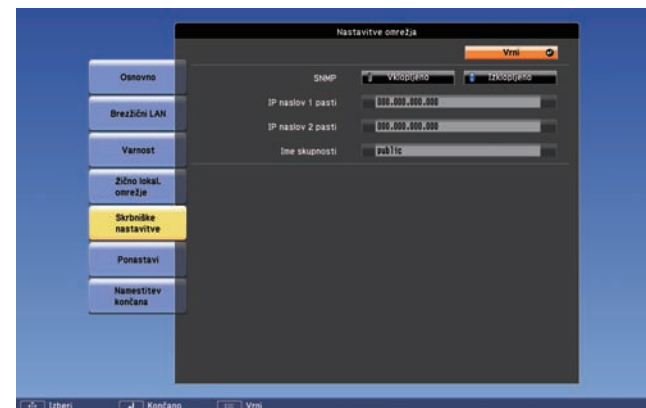 Nastavitve omrežja
Vrni
Osnovno
Brezžični LAN
Varnost
Žično lokal.
omrežje
Skrbniške
nastavitve
Ponastavi
Namestitev
končana
SNMP
Vklopljeno
Izklopljeno
IP naslov 1 pasti
000.000.000.000
IP naslov 2 pasti
000.000.000.000
Ime skupnosti
public
Izberi
Končano
Vrni